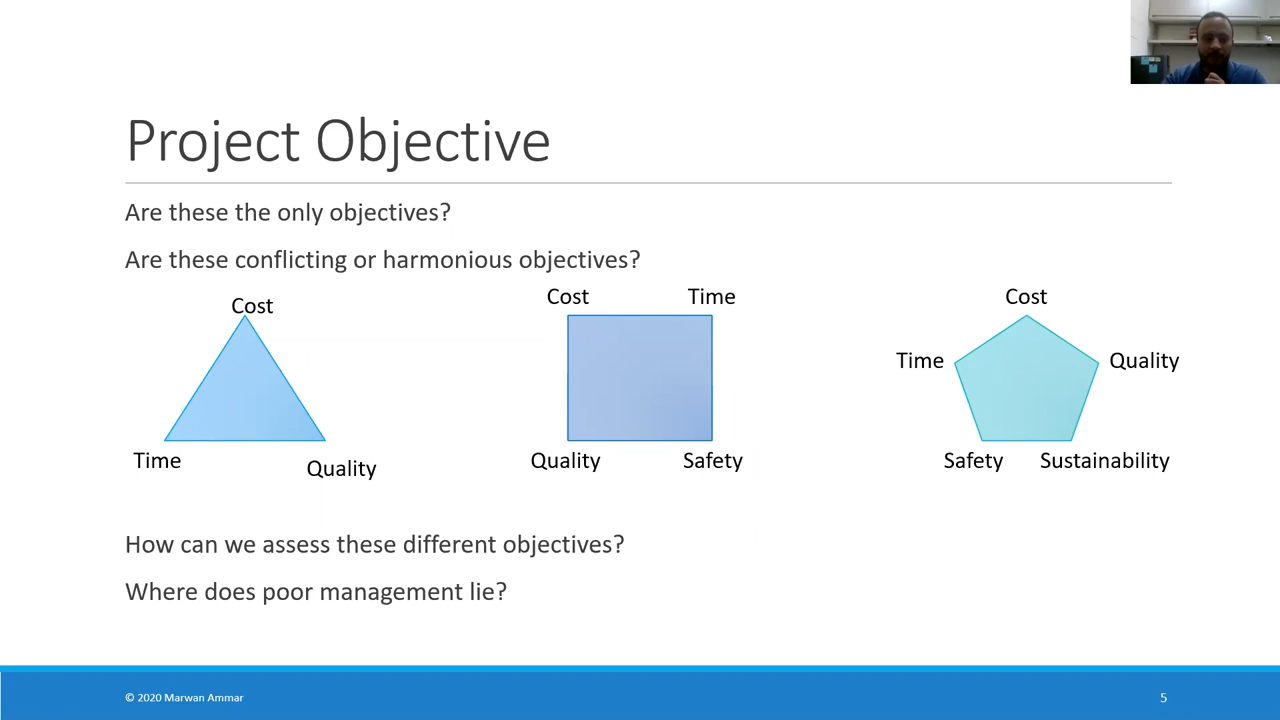 Project Objective
Are these the only objectives?
Are these conflicting or harmonious objectives?
Cost
Time
Quality
Cost
Time
Quality
Safety
Cost
Time
Quality
Safety
Sustainability
How can we assess these different objectives?
Where does poor management lie?
© 2020 Marwan Ammar
5